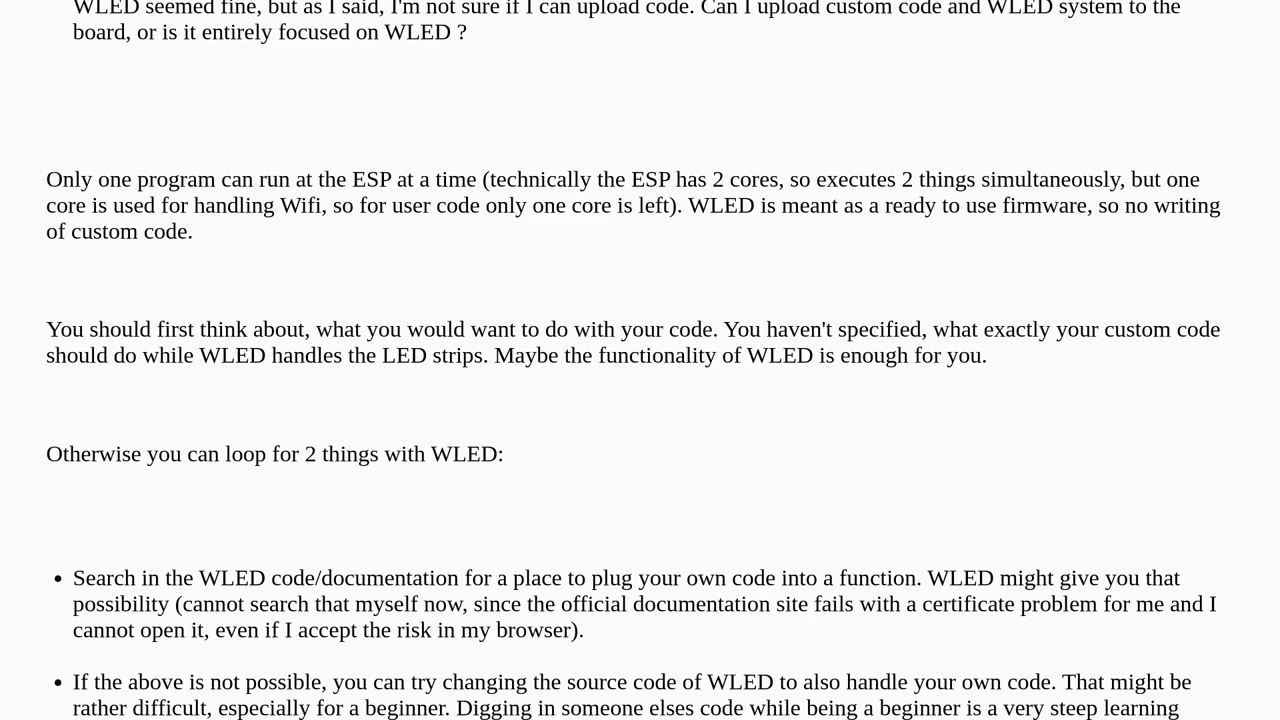 WLED seemed fine, but as I said, I'm not sure if I can upload code. Can I upload custom code and WLED system to the
board, or is it entirely focused on WLED ?
Only one program can run at the ESP at a time (technically the ESP has 2 cores, so executes 2 things simultaneously, but one
core is used for handling Wifi, so for user code only one core is left). WLED is meant as a ready to use firmware, so no writing
of custom code.
You should first think about, what you would want to do with your code. You haven't specified, what exactly your custom code
should do while WLED handles the LED strips. Maybe the functionality of WLED is enough for you.
Otherwise you can loop for 2 things with WLED:
• Search in the WLED code/documentation for a place to plug your own code into a function. WLED might give you that
possibility (cannot search that myself now, since the official documentation site fails with a certificate problem for me and I
cannot open it, even if I accept the risk in my browser).
• If the above is not possible, you can try changing the source code of WLED to also handle your own code. That might be
rather difficult, especially for a beginner. Digging in someone elses code while being a beginner is a very steep learning